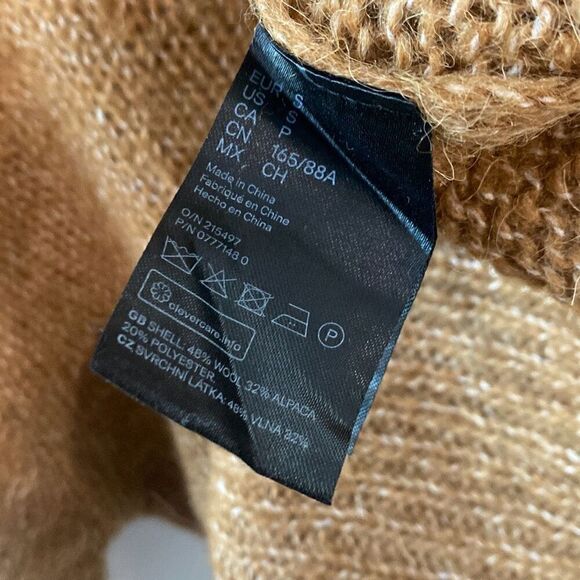 EUR S
US S
CA P
CN 165/88A
MX CH
Made in China
Fabriqué en Chine
Hecho en China
O/N 215497
P/N 0777148 0
P
clevercare.info
GB SHELL: 48% WOOL 32% ALPACA
20% POLYESTER.
CZ SVRCHNÍ LÁTKA: 48% VLNA 32%